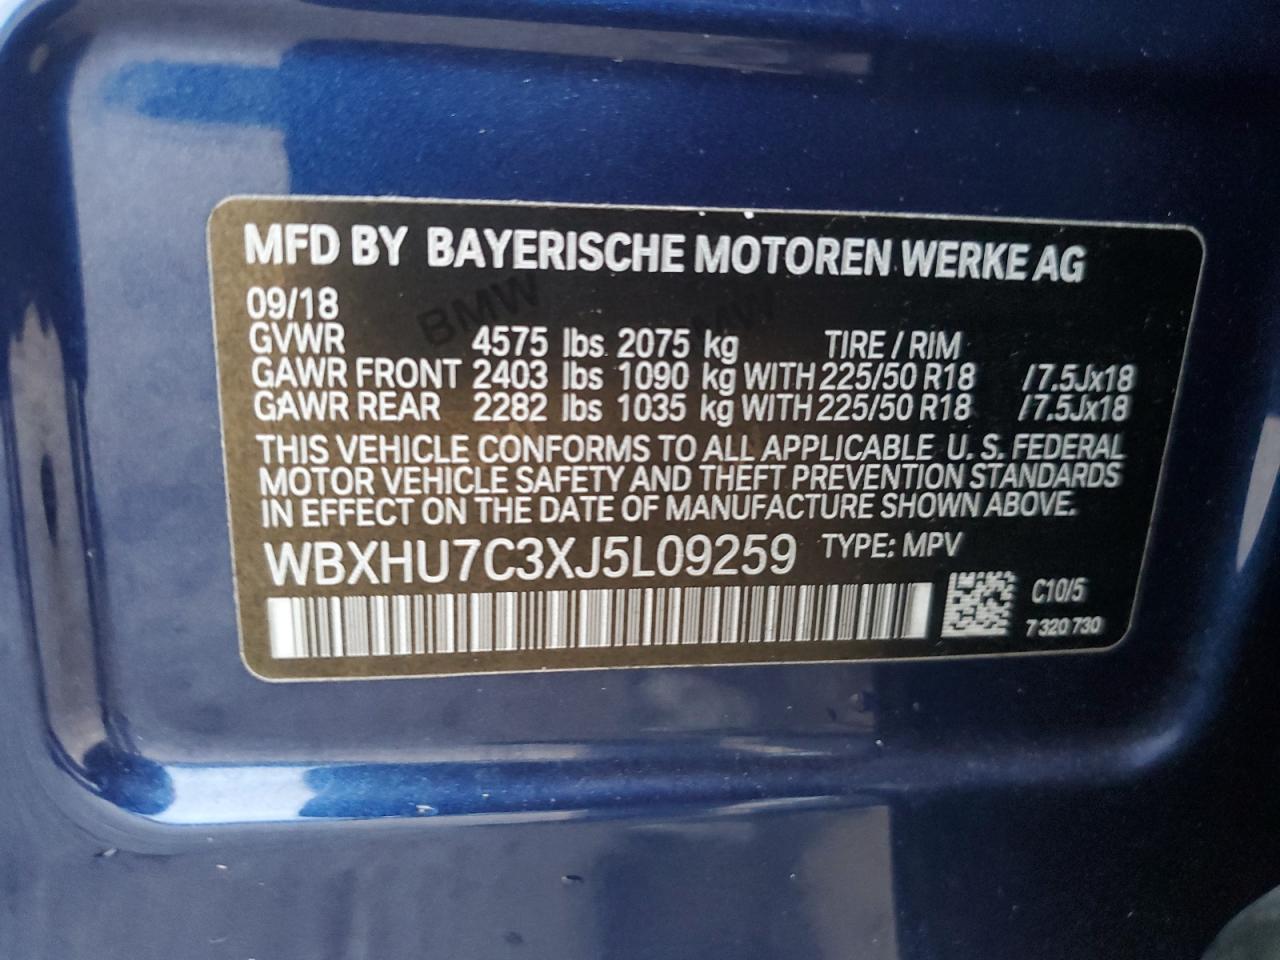 MFD BY BAYERISCHE MOTOREN WERKE AG
09/18
GVWR 4575 lbs 2075 kg TIRE / RIM
GAWR FRONT 2403 lbs 1090 kg WITH 225/50 R18 /7.5Jx18
GAWR REAR 2282 lbs 1035 kg WITH 225/50 R18 /7.5Jx18
THIS VEHICLE CONFORMS TO ALL APPLICABLE U. S. FEDERAL
MOTOR VEHICLE SAFETY AND THEFT PREVENTION STANDARDS
IN EFFECT ON THE DATE OF MANUFACTURE SHOWN ABOVE.
WBXHU7C3XJ5L09259 TYPE: MPV
C10/5
7 320 730
BMW
BMW